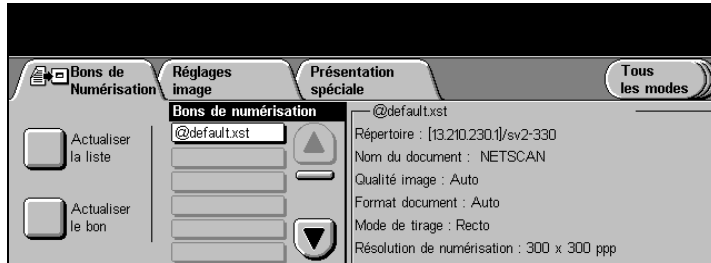 Bons de
Numérisation
Réglages
image
Présentation
spéciale
Tous
les modes
Actualiser
la liste
Actualiser
le bon
Bons de numérisation
@default.xst
@default.xst
Répertoire : [13.210.230.1]/sv2-330
Nom du document : NETSCAN
Qualité image : Auto
Format document : Auto
Mode de tirage : Recto
Résolution de numérisation : 300 x 300 ppp